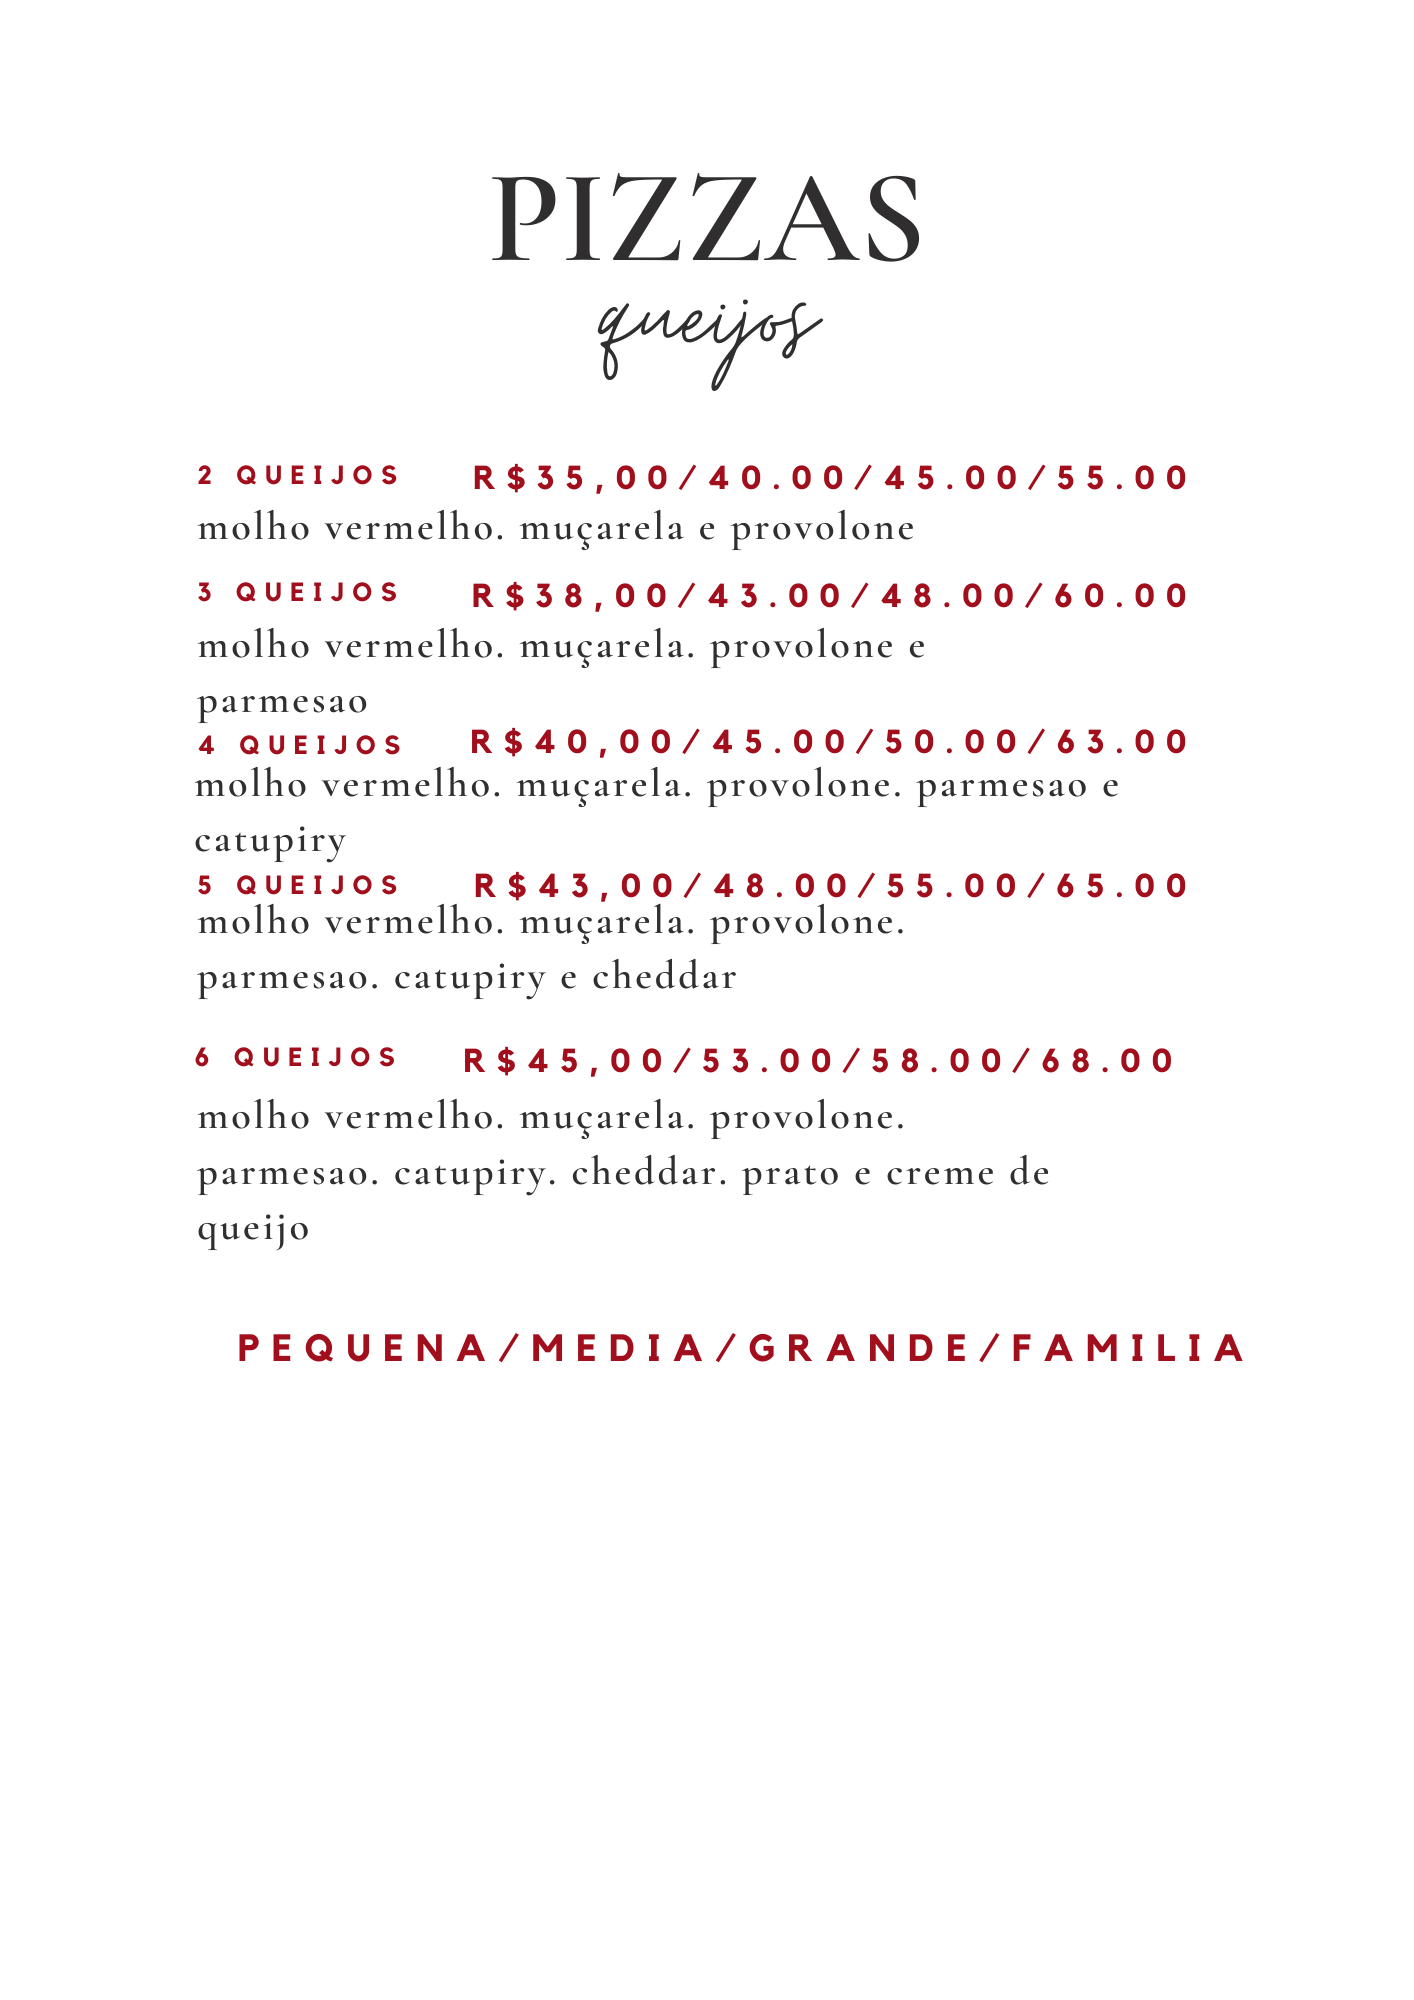 PIZZAS
queijos
2 QUEIJOS R$35,00/40.00/45.00/55.00
molho vermelho. muçarela e provolone
3 QUEIJOS R$38,00/43.00/48.00/60.00
molho vermelho. muçarela. provolone e
parmesao
4 QUEIJOS R$40,00/45.00/50.00/63.00
molho vermelho. muçarela. provolone. parmesao e
catupiry
5 QUEIJOS R$43,00/48.00/55.00/65.00
molho vermelho. muçarela. provolone.
parmesao. catupiry e cheddar
6 QUEIJOS R$45,00/53.00/58.00/68.00
molho vermelho. muçarela. provolone.
parmesao. catupiry. cheddar. prato e creme de
queijo
PEQUENA/MEDIA/GRANDE/FAMILIA